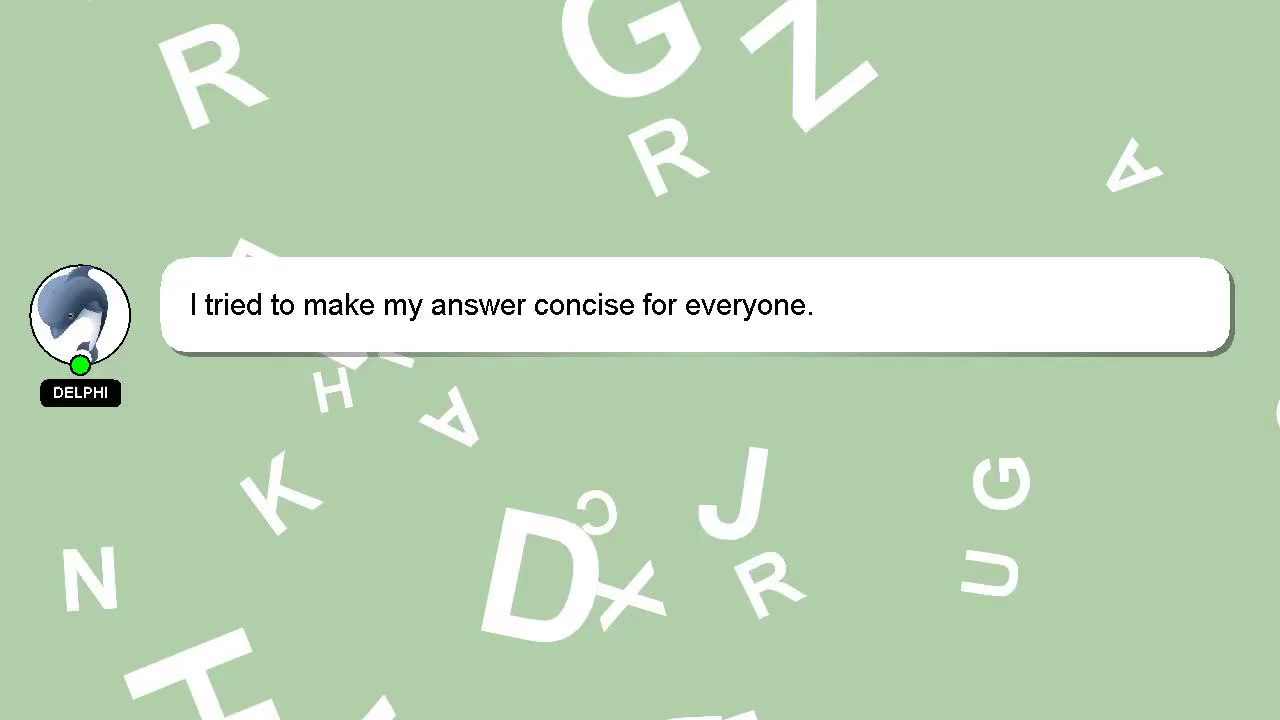 R
G
Z
R
A
I tried to make my answer concise for everyone.
DELPHI
H
A
K
J
G
C
D
N
X
R
U